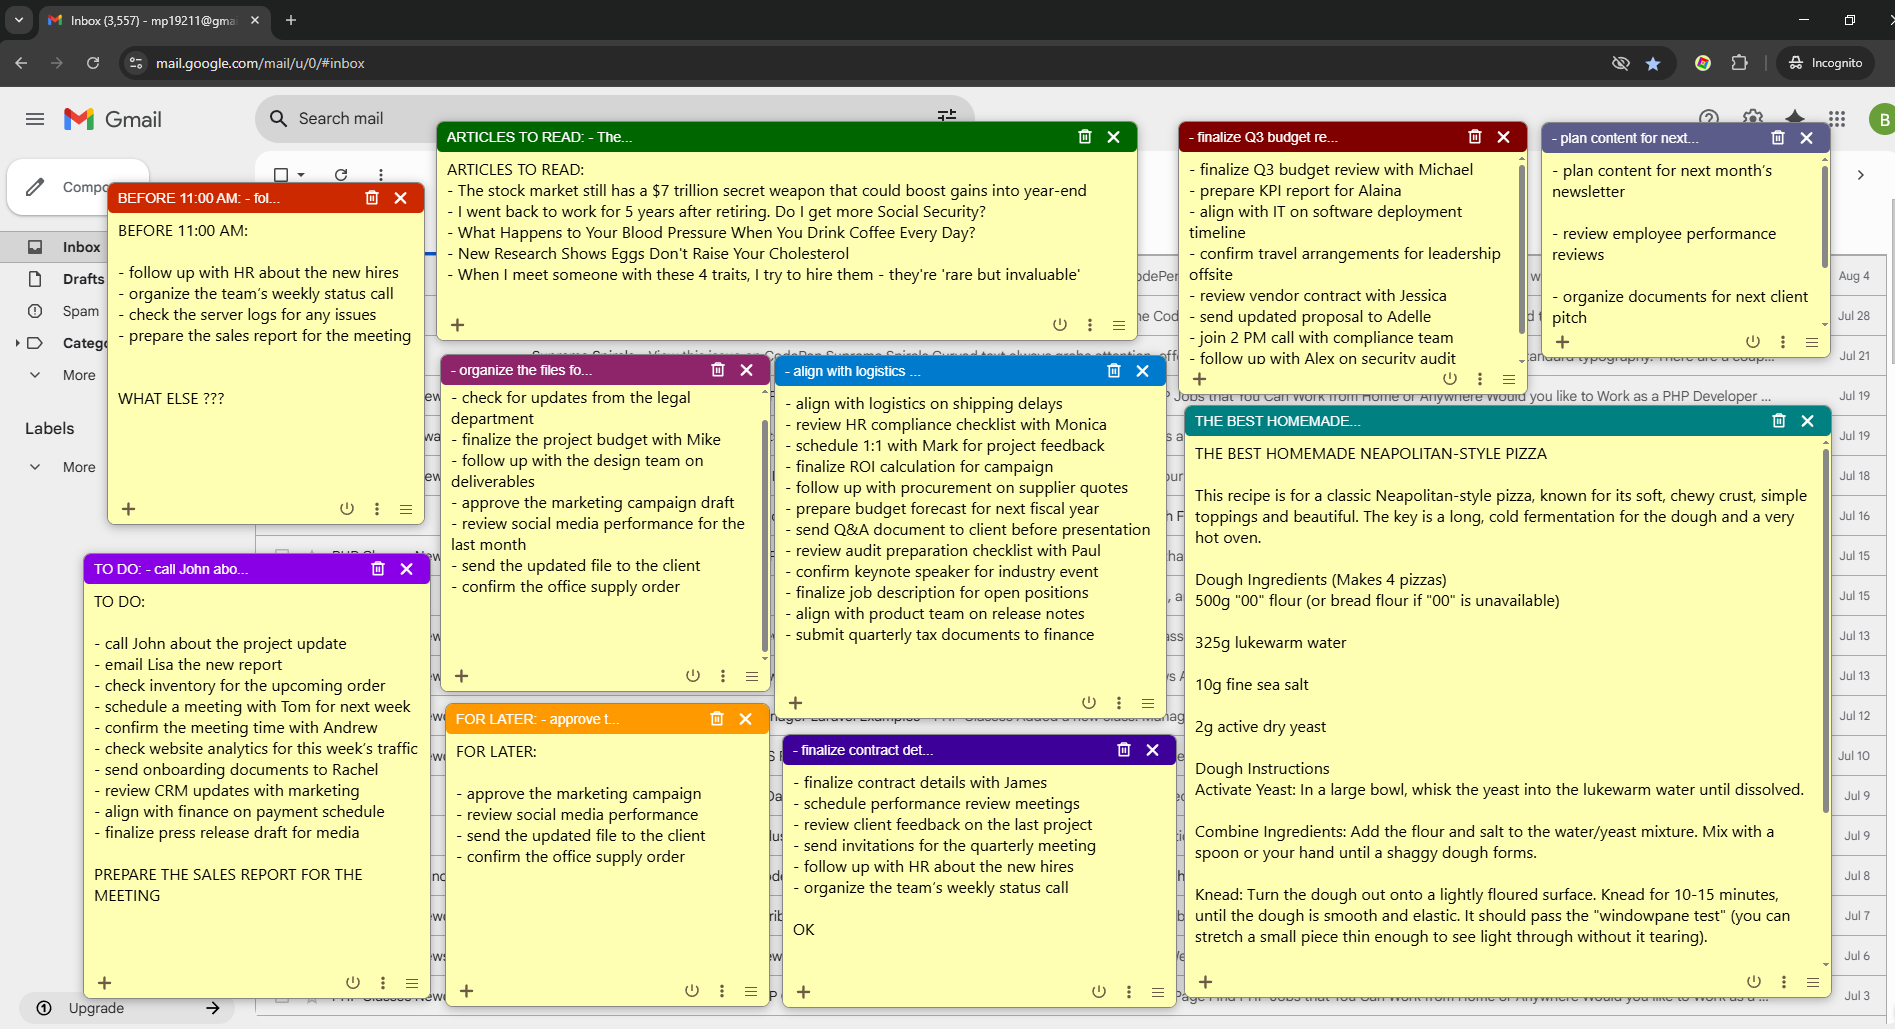 Inbox (3,557) - mp19211@gma
mail.google.com/mail/u/0/#inbox
Incognito
Gmail
Search mail
B
Compo
Inbox
Drafts
Spam
Catego
More
Labels
More
Upgrade
BEFORE 11:00 AM: - fol...
BEFORE 11:00 AM:
- follow up with HR about the new hires
- organize the team’s weekly status call
- check the server logs for any issues
- prepare the sales report for the meeting
WHAT ELSE ???
TO DO: - call John abo...
TO DO:
- call John about the project update
- email Lisa the new report
- check inventory for the upcoming order
- schedule a meeting with Tom for next week
- confirm the meeting time with Andrew
- check website analytics for this week’s traffic
- send onboarding documents to Rachel
- review CRM updates with marketing
- align with finance on payment schedule
- finalize press release draft for media
PREPARE THE SALES REPORT FOR THE
MEETING
ARTICLES TO READ: - The...
ARTICLES TO READ:
- The stock market still has a $7 trillion secret weapon that could boost gains into year-end
- I went back to work for 5 years after retiring. Do I get more Social Security?
- What Happens to Your Blood Pressure When You Drink Coffee Every Day?
- New Research Shows Eggs Don't Raise Your Cholesterol
- When I meet someone with these 4 traits, I try to hire them - they're 'rare but invaluable'
- organize the files fo...
- check for updates from the legal
department
- finalize the project budget with Mike
- follow up with the design team on
deliverables
- approve the marketing campaign draft
- review social media performance for the
last month
- send the updated file to the client
- confirm the office supply order
FOR LATER: - approve t...
FOR LATER:
- approve the marketing campaign
- review social media performance
- send the updated file to the client
- confirm the office supply order
- align with logistics ...
- align with logistics on shipping delays
- review HR compliance checklist with Monica
- schedule 1:1 with Mark for project feedback
- finalize ROI calculation for campaign
- follow up with procurement on supplier quotes
- prepare budget forecast for next fiscal year
- send Q&A document to client before presentation
- review audit preparation checklist with Paul
- confirm keynote speaker for industry event
- finalize job description for open positions
- align with product team on release notes
- submit quarterly tax documents to finance
- finalize contract det...
- finalize contract details with James
- schedule performance review meetings
- review client feedback on the last project
- send invitations for the quarterly meeting
- follow up with HR about the new hires
- organize the team’s weekly status call
OK
- finalize Q3 budget re...
- finalize Q3 budget review with Michael
- prepare KPI report for Alaina
- align with IT on software deployment
timeline
- confirm travel arrangements for leadership
offsite
- review vendor contract with Jessica
- send updated proposal to Adelle
- join 2 PM call with compliance team
- follow up with Alex on security audit
- plan content for next...
- plan content for next month’s
newsletter
- review employee performance
reviews
- organize documents for next client
pitch
THE BEST HOMEMADE...
THE BEST HOMEMADE NEAPOLITAN-STYLE PIZZA
This recipe is for a classic Neapolitan-style pizza, known for its soft, chewy crust, simple
toppings and beautiful. The key is a long, cold fermentation for the dough and a very
hot oven.
Dough Ingredients (Makes 4 pizzas)
500g "00" flour (or bread flour if "00" is unavailable)
325g lukewarm water
10g fine sea salt
2g active dry yeast
Dough Instructions
Activate Yeast: In a large bowl, whisk the yeast into the lukewarm water until dissolved.
Combine Ingredients: Add the flour and salt to the water/yeast mixture. Mix with a
spoon or your hand until a shaggy dough forms.
Knead: Turn the dough out onto a lightly floured surface. Knead for 10-15 minutes,
until the dough is smooth and elastic. It should pass the "windowpane test" (you can
stretch a small piece thin enough to see light through without it tearing).
Aug 4
Jul 28
Jul 21
Jobs that You Can Work from Home or Anywhere Would you like to Work as a PHP Developer ...
Jul 19
Jul 19
Jul 18
Jul 16
Jul 15
Jul 15
Jul 13
Jul 13
Jul 12
Jul 10
Jul 9
Jul 9
Jul 8
Jul 7
Jul 6
Jul 3